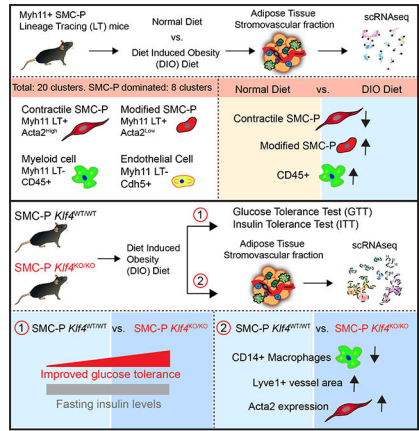 Myh11+ SMC-P
Lineage Tracing (LT) mice
Normal Diet
vs.
Diet Induced Obesity
(DIO) Diet
Adipose Tissue
Stromovascular fraction
scRNAseq
Total: 20 clusters. SMC-P dominated: 8 clusters
Normal Diet vs. DIO Diet
Contractile SMC-P
Myh11 LT+
Acta2High
Modified SMC-P
Myh11 LT+
Acta2Low
Myeloid cell
Myh11 LT-
CD45+
Endothelial Cell
Myh11 LT-
Cdh5+
Contractile SMC-P
Modified SMC-P
CD45+
SMC-P Klf4WT/WT
SMC-P Klf4KO/KO
Diet Induced
Obesity
(DIO) Diet
1
Glucose Tolerance Test (GTT)
Insulin Tolerance Test (ITT)
2
Adipose Tissue
Stromovascular fraction
scRNAseq
1 SMC-P Klf4WT/WT vs. SMC-P Klf4KO/KO
Improved glucose tolerance
Fasting insulin levels
2 SMC-P Klf4WT/WT vs. SMC-P Klf4KO/KO
CD14+ Macrophages
Lyve1+ vessel area
Acta2 expression